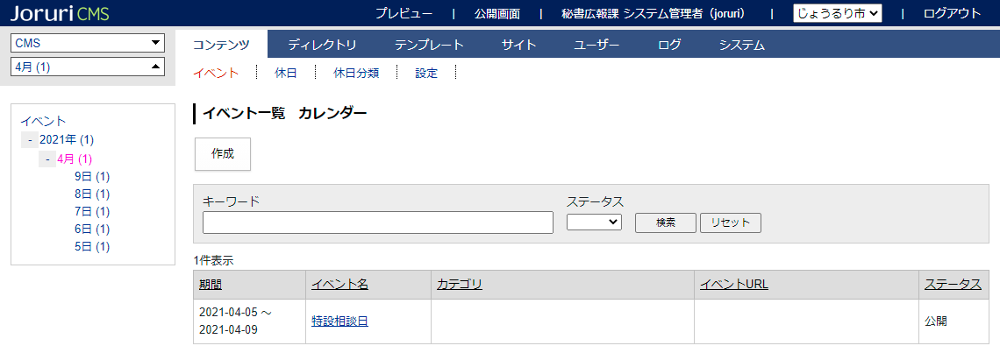 Joruri CMS
プレビュー | 公開画面 | 秘書広報課 システム管理者（joruri） | じょうるり市 | ログアウト
CMS
4月 (1)
コンテンツ ディレクトリ テンプレート サイト ユーザー ログ システム
イベント 休日 休日分類 設定
イベント
- 2021年 (1)
- 4月 (1)
9日 (1)
8日 (1)
7日 (1)
6日 (1)
5日 (1)
イベント一覧 カレンダー
作成
キーワード ステータス
検索 リセット
1件表示
期間 イベント名 カテゴリ イベントURL ステータス
2021-04-05 ～
2021-04-09
特設相談日 公開